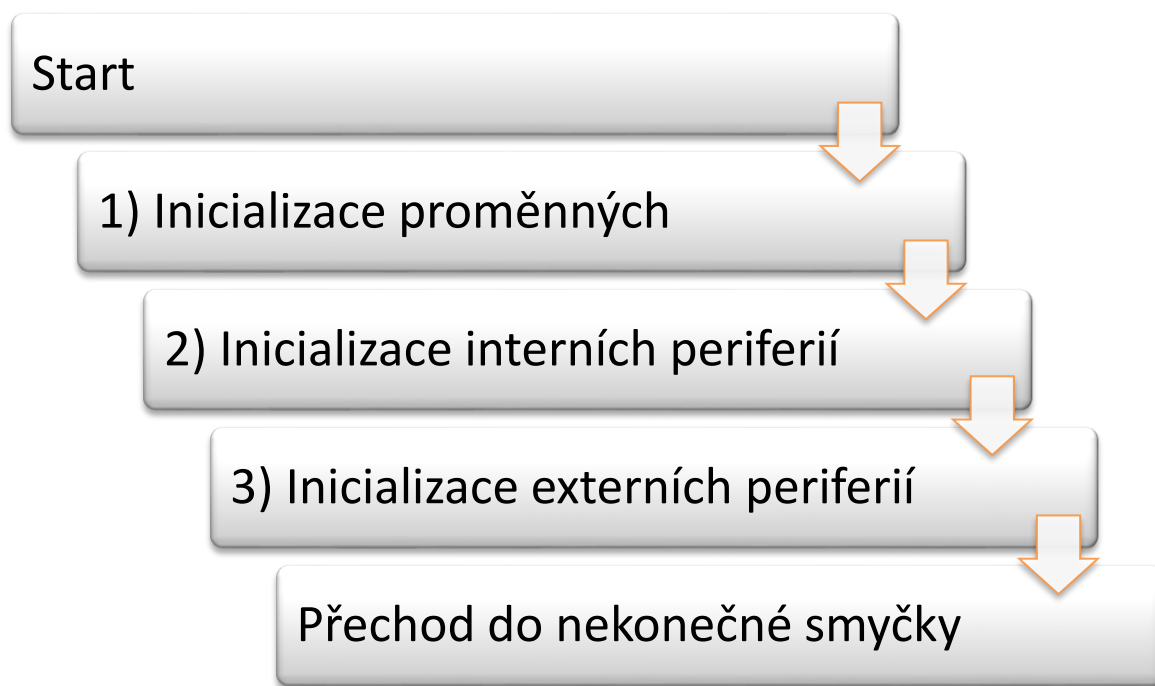 Start
1) Inicializace proměnných
2) Inicializace interních periferií
3) Inicializace externích periferií
Přechod do nekonečné smyčky